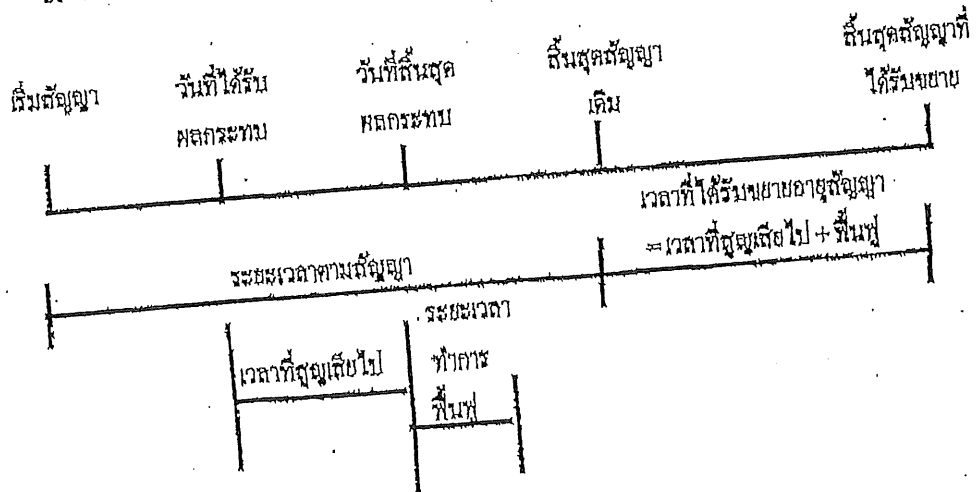 เริ่มสัญญา
วันที่ได้รับ
ผลกระทบ
วันที่สิ้นสุด
ผลกระทบ
สิ้นสุดสัญญา
เดิม
สิ้นสุดสัญญาที่
ได้รับขยาย
ระยะเวลาตามสัญญา
เวลาที่ได้รับขยายอายุสัญญา
=เวลาที่สูญเสียไป+ฟื้นฟู
เวลาที่สูญเสียไป
ระยะเวลา
ทำการ
ฟื้นฟู